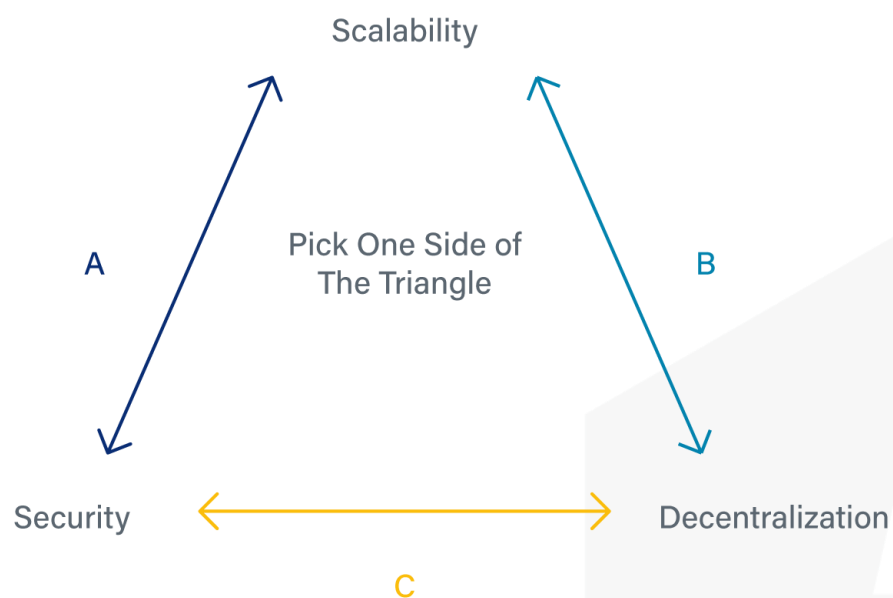 Scalability
Pick One Side of
The Triangle
A
B
Security
Decentralization
C